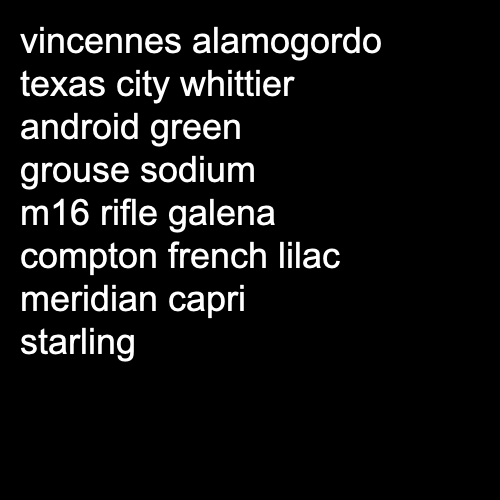 vincennes alamogordo
texas city whittier
android green
grouse sodium
m16 rifle galena
compton french lilac
meridian capri
starling